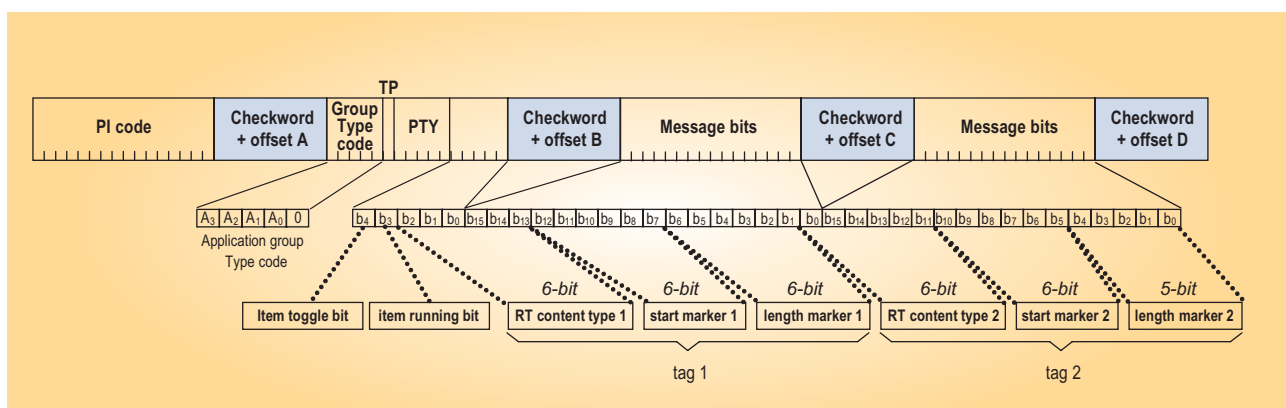 TP
PI code
Checkword + offset A
Group Type code
PTY
Checkword + offset B
Message bits
Checkword + offset C
Message bits
Checkword + offset D
A3 A2 A1 A0 0
b4 b3 b2 b1 b0 b15 b14 b13 b12 b11 b10 b9 b8 b7 b6 b5 b4 b3 b2 b1 b0 b15 b14 b13 b12 b11 b10 b9 b8 b7 b6 b5 b4 b3 b2 b1 b0
Application group
Type code
6-bit 6-bit 6-bit 6-bit 6-bit 5-bit
Item toggle bit
item running bit
RT content type 1
start marker 1
length marker 1
RT content type 2
start marker 2
length marker 2
tag 1
tag 2